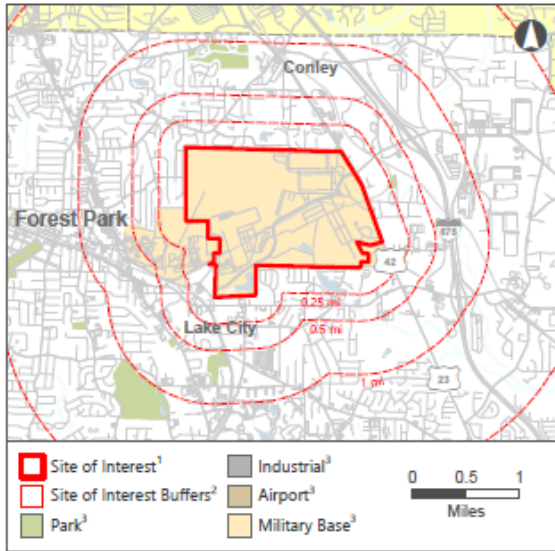 Conley
Forest Park
675
42
0.25 mi
Lake City
0.5 mi
1 mi
23
Site of Interest¹
Site of Interest Buffers²
Park³
Industrial³
Airport³
Military Base³
0 0.5 1
Miles